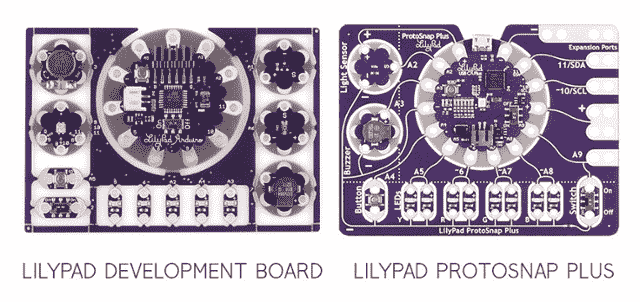 LilyPad Arduino
Off
ProtoSnap Plus
LilyPad
Expansion Ports
Light Sensor
+
A2
11/SDA
~10/SCL
A3
Buzzer
+
-
A9
A4
A5
~6
~A7
A8
Button
LEDs
Y
R
G
B
Switch
On
Off
LilyPad ProtoSnap Plus
LILYPAD DEVELOPMENT BOARD
LILYPAD PROTOSNAP PLUS